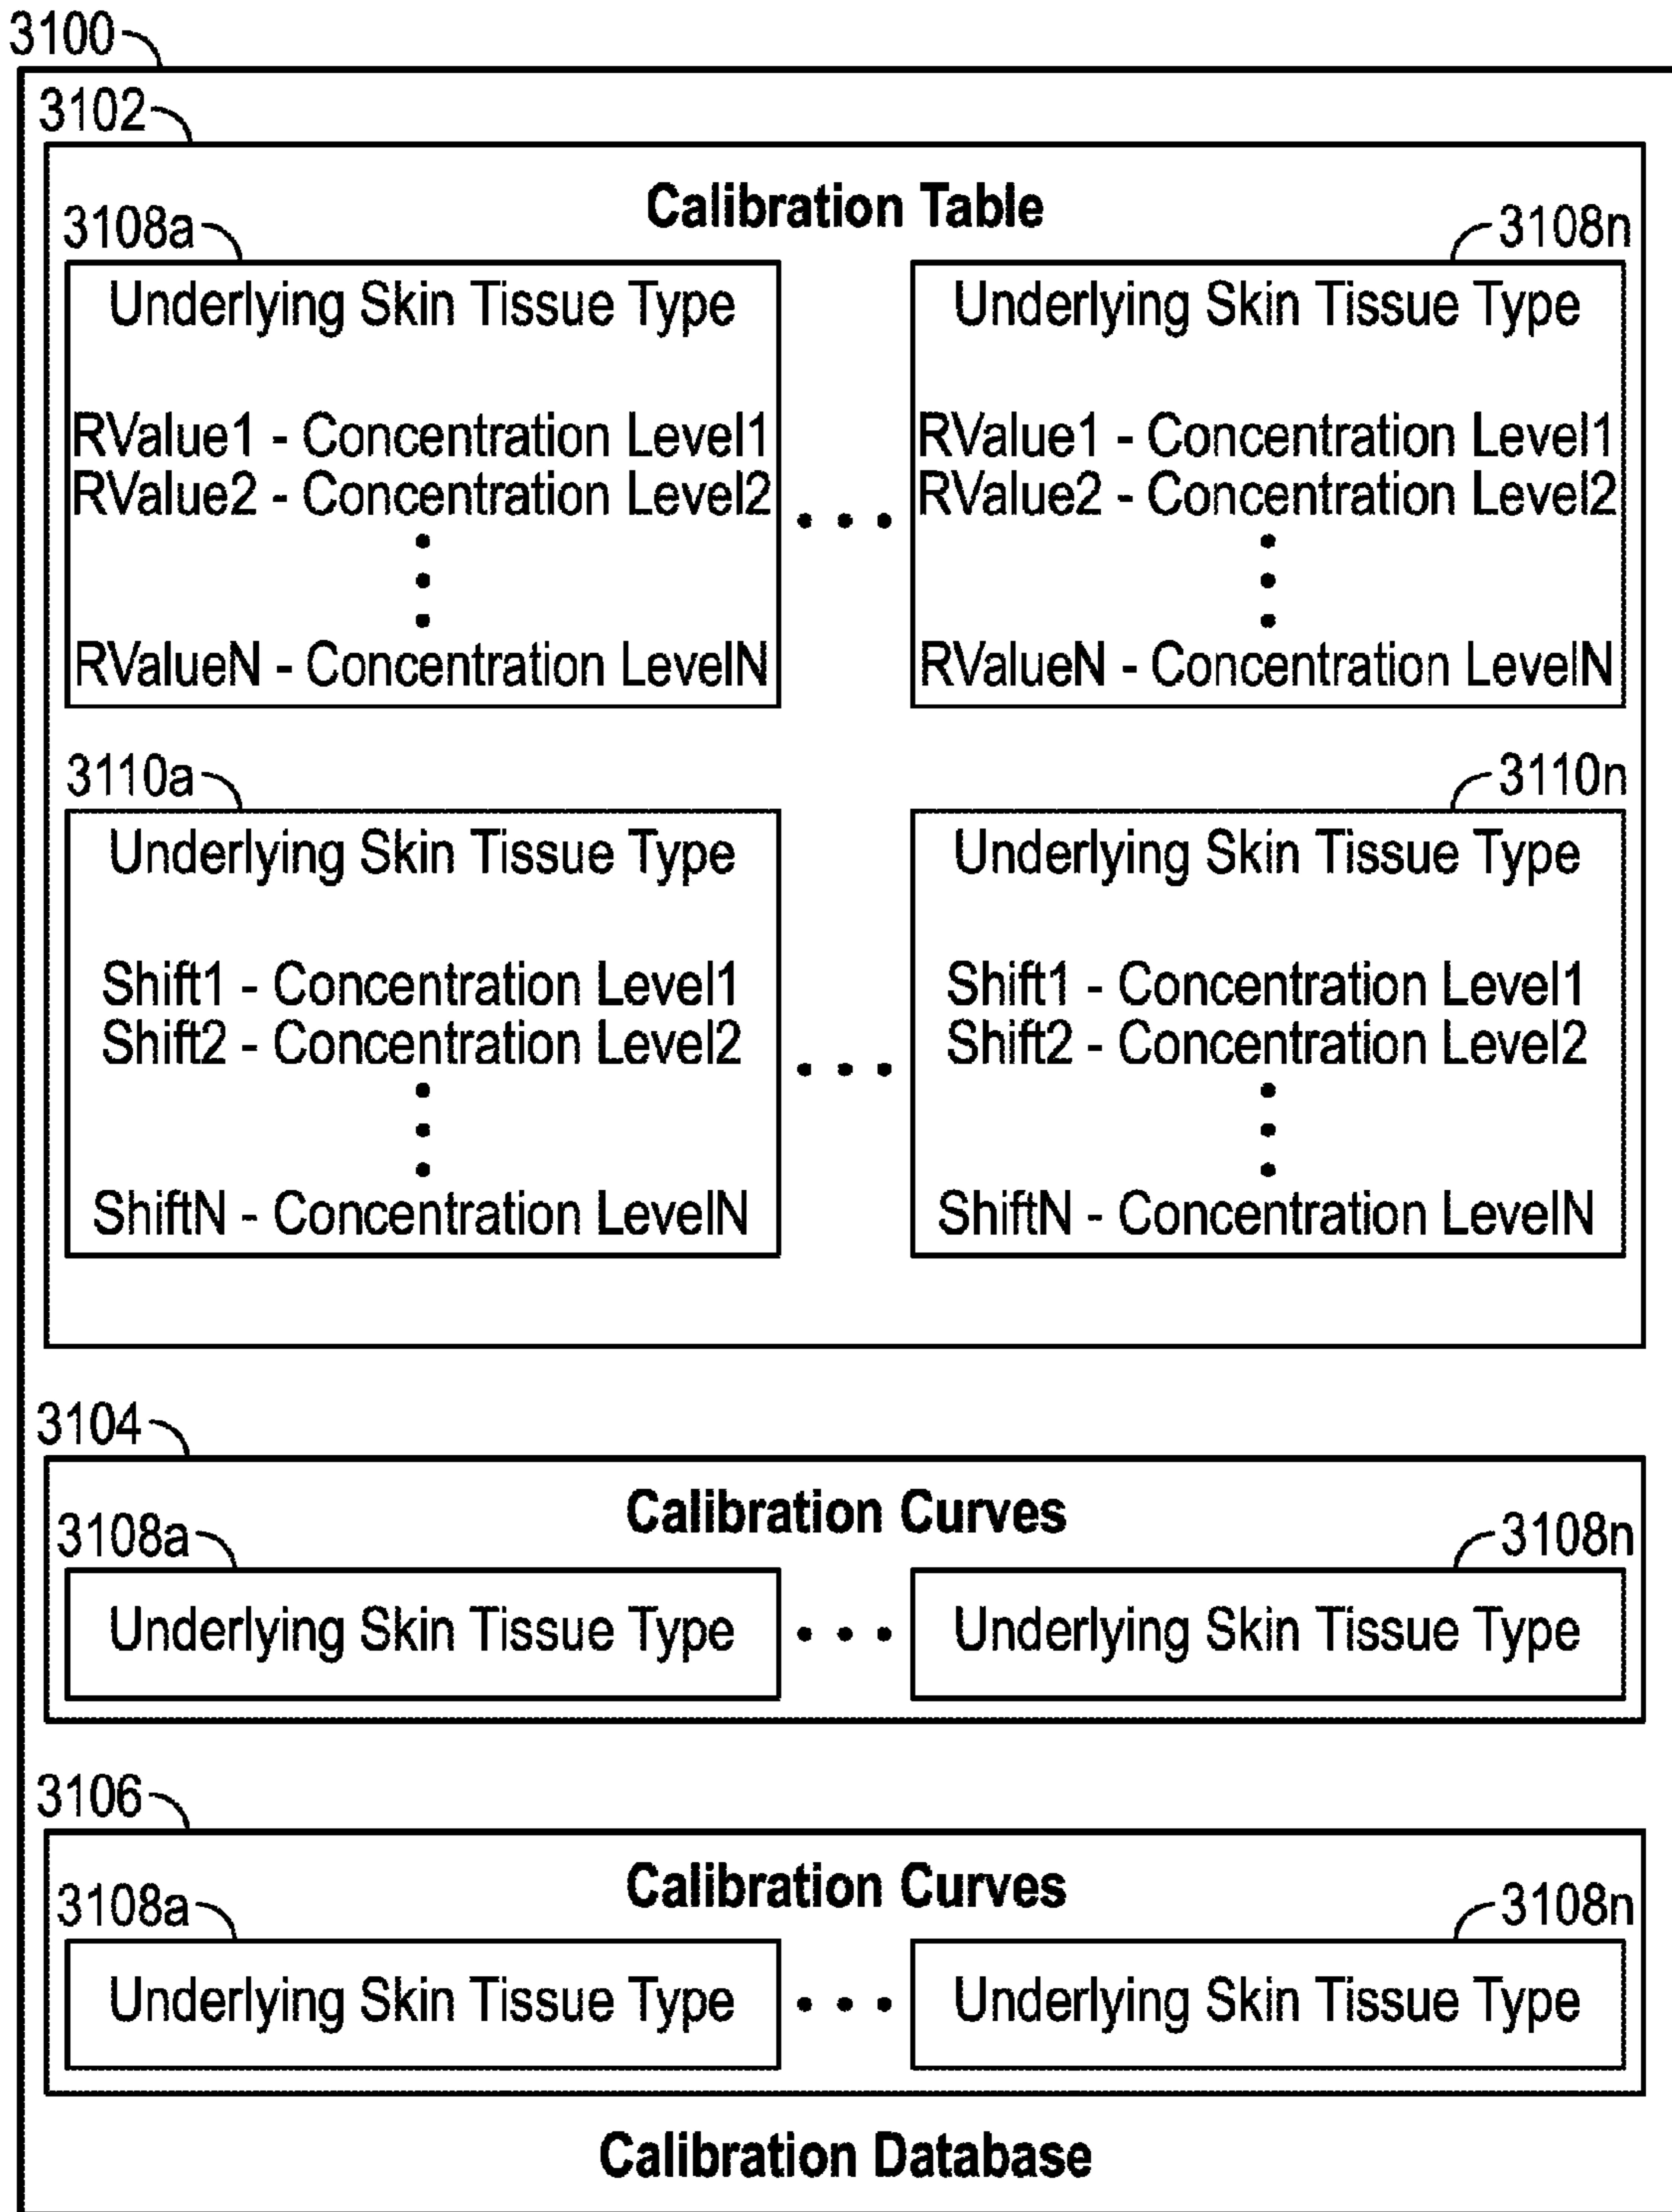 3100
3102
Calibration Table
3108a
3108n
Underlying Skin Tissue Type
RValue1 - Concentration Level1
RValue2 - Concentration Level2
RValueN - Concentration LevelN
Underlying Skin Tissue Type
RValue1 - Concentration Level1
RValue2 - Concentration Level2
RValueN - Concentration LevelN
3110a
3110n
Underlying Skin Tissue Type
Shift1 - Concentration Level1
Shift2 - Concentration Level2
ShiftN - Concentration LevelN
Underlying Skin Tissue Type
Shift1 - Concentration Level1
Shift2 - Concentration Level2
ShiftN - Concentration LevelN
3104
Calibration Curves
3108a
3108n
Underlying Skin Tissue Type
Underlying Skin Tissue Type
3106
Calibration Curves
3108a
3108n
Underlying Skin Tissue Type
Underlying Skin Tissue Type
Calibration Database